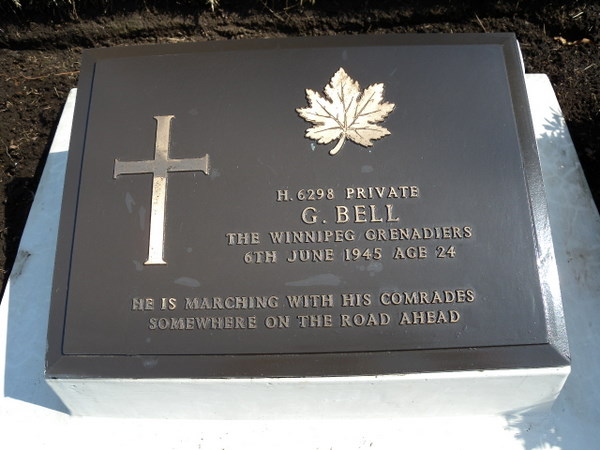 H.6298 PRIVATE
G. BELL
THE WINNIPEG GRENADIERS
6TH JUNE 1945 AGE 24
HE IS MARCHING WITH HIS COMRADES
SOMEWHERE ON THE ROAD AHEAD